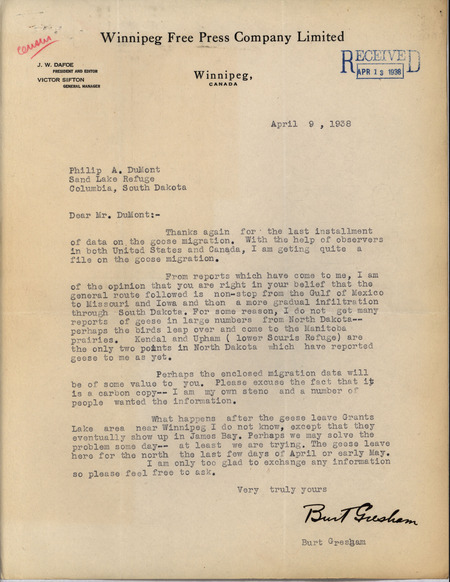 census
Winnipeg Free Press Company Limited
J. W. DAFOE
PRESIDENT AND EDITOR
VICTOR SIFTON
GENERAL MANAGER
Winnipeg,
CANADA
RECEIVED
APR 13 1938
April 9 , 1938
Philip A. DuMont
Sand Lake Refuge
Columbia, South Dakota
Dear Mr. DuMont:-
Thanks again for the last installment
of data on the goose migration. With the help of observers
in both United States and Canada, I am geting quite a
file on the goose migration.
From reports which have come to me, I am
of the opinion that you are right in your belief that the
general route followed is non-stop from the Gulf of Mexico
to Missouri and Iowa and then a more gradual infiltration
through South Dakota. For some reason, I do not get many
reports of geese in large numbers from North Dakota--
perhaps the birds leap over and come to the Manitoba
prairies. Kendal and Upham ( lower Souris Refuge) are
the only two points in North Dakota which have reported
geese to me as yet.
Perhaps the enclosed migration data will
be of some value to you. Please excuse the fact that it
is a carbon copy-- I am my own steno and a number of
people wanted the information.
What happens after the geese leave Grants
Lake area near Winnipeg I do not know, except that they
eventually show up in James Bay. Perhaps we may solve the
problem some day-- at least we are trying. The geese leave
here for the north the last few days of April or early May.
I am only too glad to exchange any information
so please feel free to ask.
Very truly yours
Burt Gresham
Burt Gresham